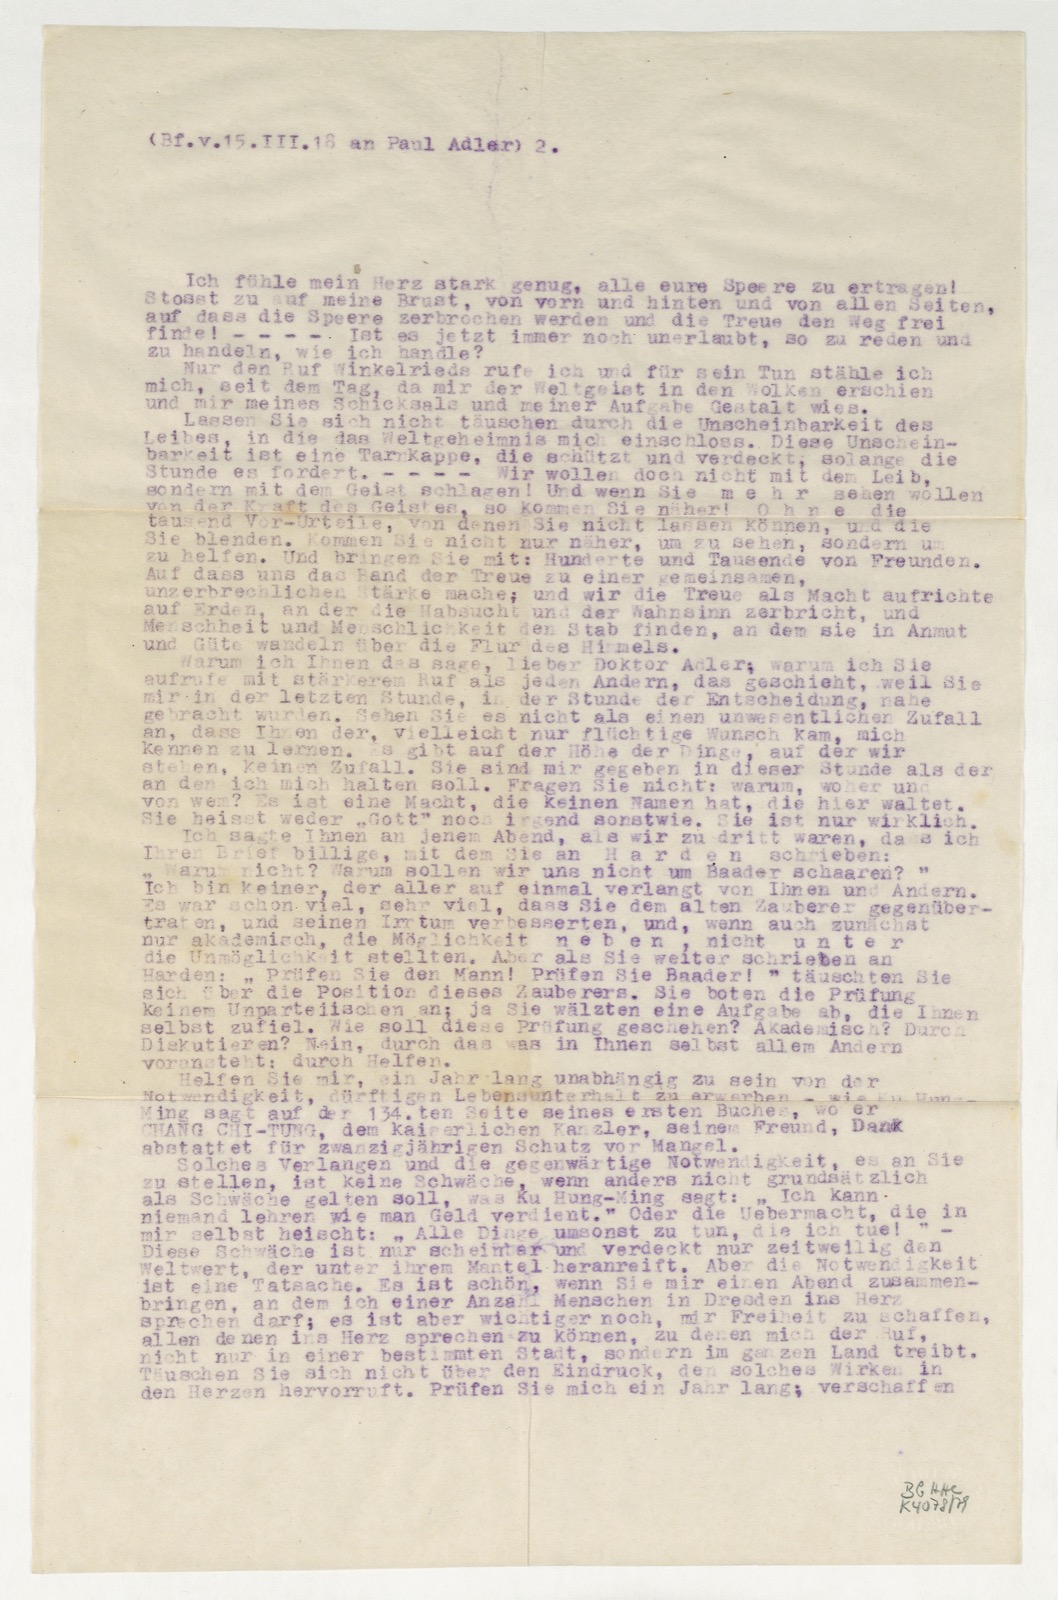 (Bf.v.15.III.18 an Paul Adler) 2.
Ich fühle mein Herz stark genug, alle eure Speere zu ertragen!
Stosst zu auf meine Brust, von vorn und hinten und von allen Seiten,
auf dass die Speere zerbrochen werden und die Treue den Weg frei
finde! - - - - Ist es jetzt immer noch unerlaubt, so zu reden und
zu handeln, wie ich handle?
Nur den Ruf Winkelrieds rufe ich und für sein Tun stähle ich
mich, seit dem Tag, da mir der Weltgeist in den Wolken erschien
und mir meines Schicksals und meiner Aufgabe Gestalt wies.
Lassen Sie sich nicht täuschen durch die Unscheinbarkeit des
Leibes, in die das Weltgeheimnis mich einschloss. Diese Unschein-
barkeit ist eine Tarnkappe, die schützt und verdeckt, solange die
Stunde es fordert. - - - - Wir wollen doch nicht mit dem Leib,
sondern mit dem Geist schlagen! Und wenn Sie m e h r sehen wollen
von der Kraft des Geistes, so kommen Sie näher! O h n e die
tausend Vor-Urteile, von denen Sie nicht lassen können, und die
Sie blenden. Kommen Sie nicht nur näher, um zu sehen, sondern um
zu helfen. Und bringen Sie mit: Hunderte und Tausende von Freunden.
Auf dass uns das Band der Treue zu einer gemeinsamen,
unzerbrechlichen Stärke mache; und wir die Treue als Macht aufrichte
auf Erden, an der die Habsucht und der Wahnsinn zerbricht, und
Menschheit und Menschlichkeit den Stab finden, an dem sie in Anmut
und Güte wandeln über die Flur des Himmels.
Warum ich Ihnen das sage, lieber Doktor Adler; warum ich Sie
aufrufe mit stärkerem Ruf als jeden Andern, das geschieht, weil Sie
mir in der letzten Stunde, in der Stunde der Entscheidung, nahe
gebracht wurden. Sehen Sie es nicht als einen unwesentlichen Zufall
an, dass Ihnen der, vielleicht nur flüchtige Wunsch kam, mich
kennen zu lernen. Es gibt auf der Höhe der Dinge, auf der wir
stehen, keinen Zufall. Sie sind mir gegeben in dieser Stunde als der
an den ich mich halten soll. Fragen Sie nicht: warum, woher und
von wem? Es ist eine Macht, die keinen Namen hat, die hier waltet.
Sie heisst weder „Gott" noch irgend sonstwie. Sie ist nur wirklich.
Ich sagte Ihnen an jenem Abend, als wir zu dritt waren, dass ich
Ihren Brief billige, mit dem Sie an H a r d e n schrieben:
„ Warum nicht? Warum sollen wir uns nicht um Baader schaaren? "
Ich bin keiner, der aller auf einmal verlangt von Ihnen und Andern.
Es war schon viel, sehr viel, dass Sie dem alten Zauberer gegenüber-
traten, und seinen Irrtum verbesserten, und, wenn auch zunächst
nur akademisch, die Möglichkeit n e b e n , nicht u n t e r
die Unmöglichkeit stellten. Aber als Sie weiter schrieben an
Harden: „ Prüfen Sie den Mann! Prüfen Sie Baader! " täuschten Sie
sich über die Position dieses Zauberers. Sie boten die Prüfung
keinem Unparteiischen an; ja Sie wälzten eine Aufgabe ab, die Ihnen
selbst zufiel. Wie soll diese Prüfung geschehen? Akademisch? Durch
Diskutieren? Nein, durch das was in Ihnen selbst allem Andern
voransteht: durch Helfen.
Helfen Sie mir, ein Jahr lang unabhängig zu sein von der
Notwendigkeit, dürftigen Lebensunterhalt zu erwerben - wie Ku Hung-
Ming sagt auf der 134.ten Seite seines ersten Buches, wo er
CHANG CHI-TUNG, dem kaiserlichen Kanzler, seinem Freund, Dank
abstattet für zwanzigjährigen Schutz vor Mangel.
Solches Verlangen und die gegenwärtige Notwendigkeit, es an Sie
zu stellen, ist keine Schwäche, wenn anders nicht grundsätzlich
als Schwäche gelten soll, was Ku Hung-Ming sagt: „ Ich kann
niemand lehren wie man Geld verdient." Oder die Uebermacht, die in
mir selbst heischt: „ Alle Dinge umsonst zu tun, die ich tue! " -
Diese Schwäche ist nur scheinbar und verdeckt nur zeitweilig den
Weltwert, der unter ihrem Mantel heranreift. Aber die Notwendigkeit
ist eine Tatsache. Es ist schön, wenn Sie mir einen Abend zusammen-
bringen, an dem ich einer Anzahl Menschen in Dresden ins Herz
sprechen darf; es ist aber wichtiger noch, mir Freiheit zu schaffen,
allen denen ins Herz sprechen zu können, zu denen mich der Ruf,
nicht nur in einer bestimmten Stadt, sondern im ganzen Land treibt.
Täuschen Sie sich nicht über den Eindruck, den solches Wirken in
den Herzen hervorruft. Prüfen Sie mich ein Jahr lang; verschaffen
BG HHC
K4078/79